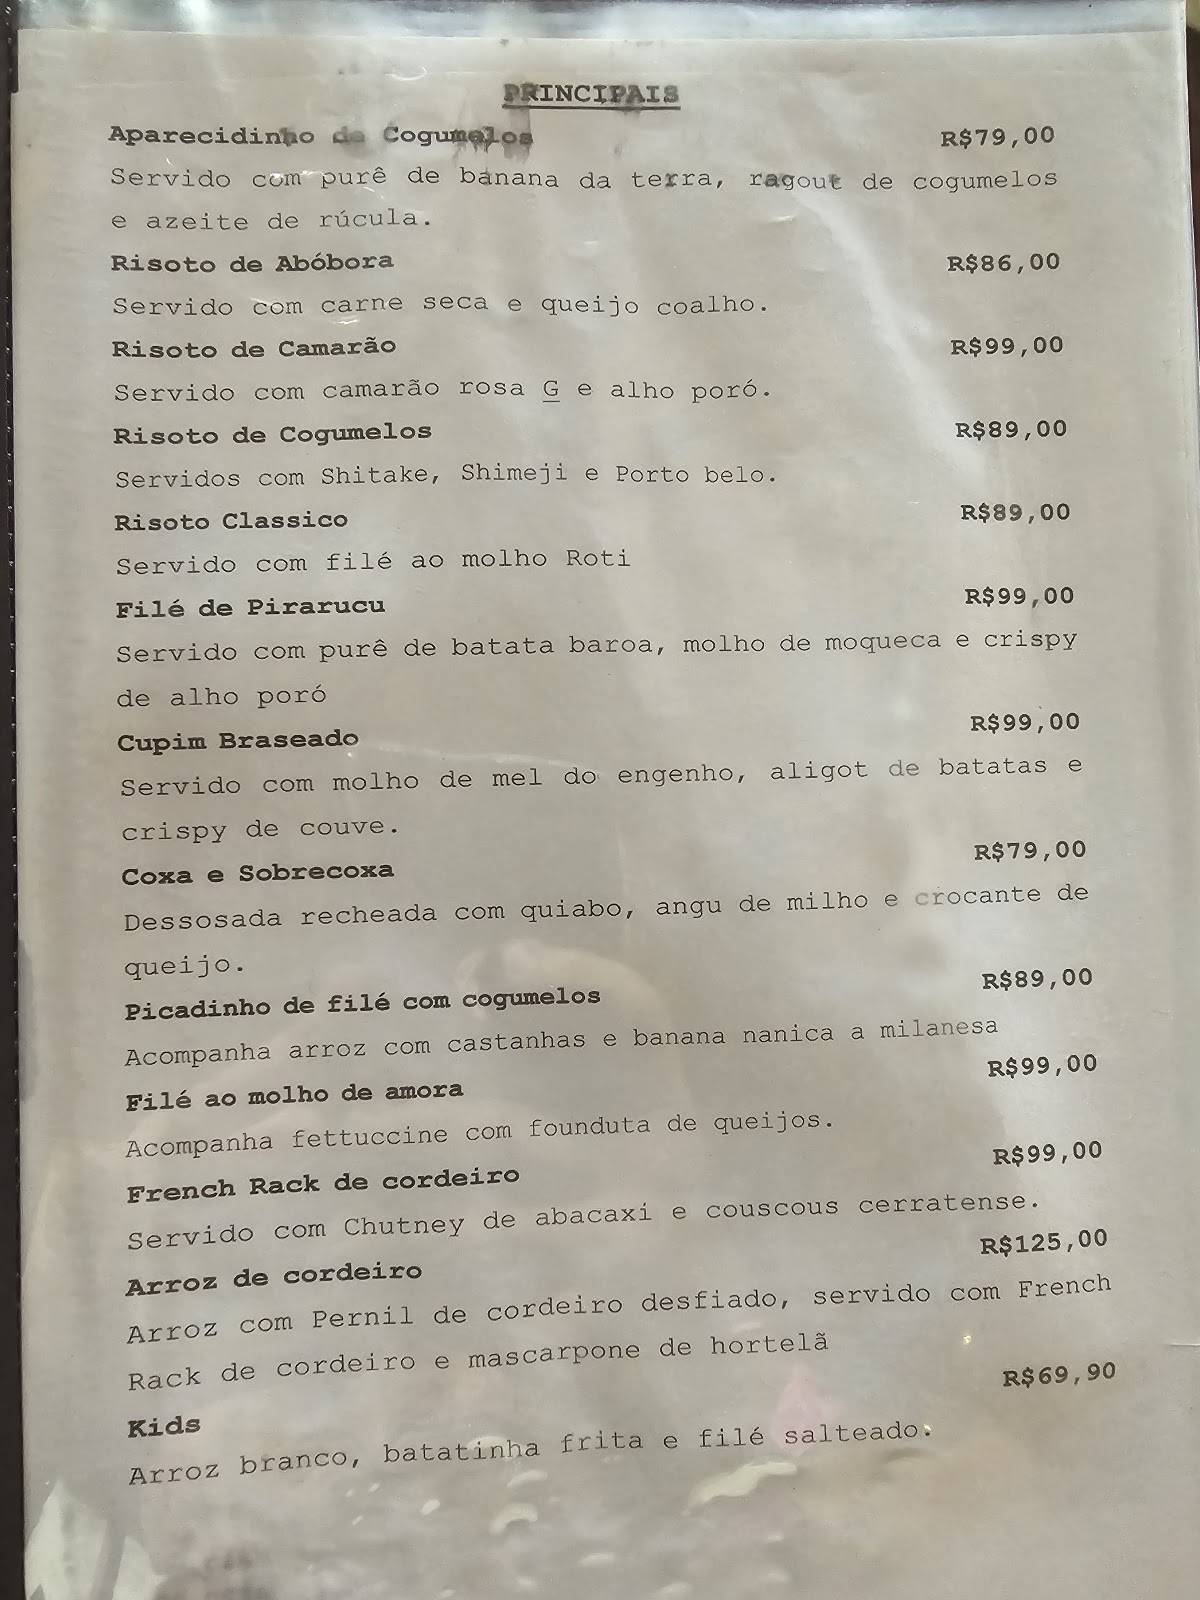 PRINCIPAIS
Aparecidinho de Cogumelos R$79,00
Servido com purê de banana da terra, ragout de cogumelos
e azeite de rúcula.
Risoto de Abóbora R$86,00
Servido com carne seca e queijo coalho.
Risoto de Camarão R$99,00
Servido com camarão rosa G e alho poró.
Risoto de Cogumelos R$89,00
Servidos com Shitake, Shimeji e Porto belo.
Risoto Classico R$89,00
Servido com filé ao molho Roti
Filé de Pirarucu R$99,00
Servido com purê de batata baroa, molho de moqueca e crispy
de alho poró
Cupim Braseado R$99,00
Servido com molho de mel do engenho, aligot de batatas e
crispy de couve.
Coxa e Sobrecoxa R$79,00
Dessosada recheada com quiabo, angu de milho e crocante de
queijo.
Picadinho de filé com cogumelos R$89,00
Acompanha arroz com castanhas e banana nanica a milanesa
Filé ao molho de amora R$99,00
Acompanha fettuccine com founduta de queijos.
French Rack de cordeiro R$99,00
Servido com Chutney de abacaxi e couscous cerratense.
Arroz de cordeiro R$125,00
Arroz com Pernil de cordeiro desfiado, servido com French
Rack de cordeiro e mascarpone de hortelã
Kids R$69,90
Arroz branco, batatinha frita e filé salteado.